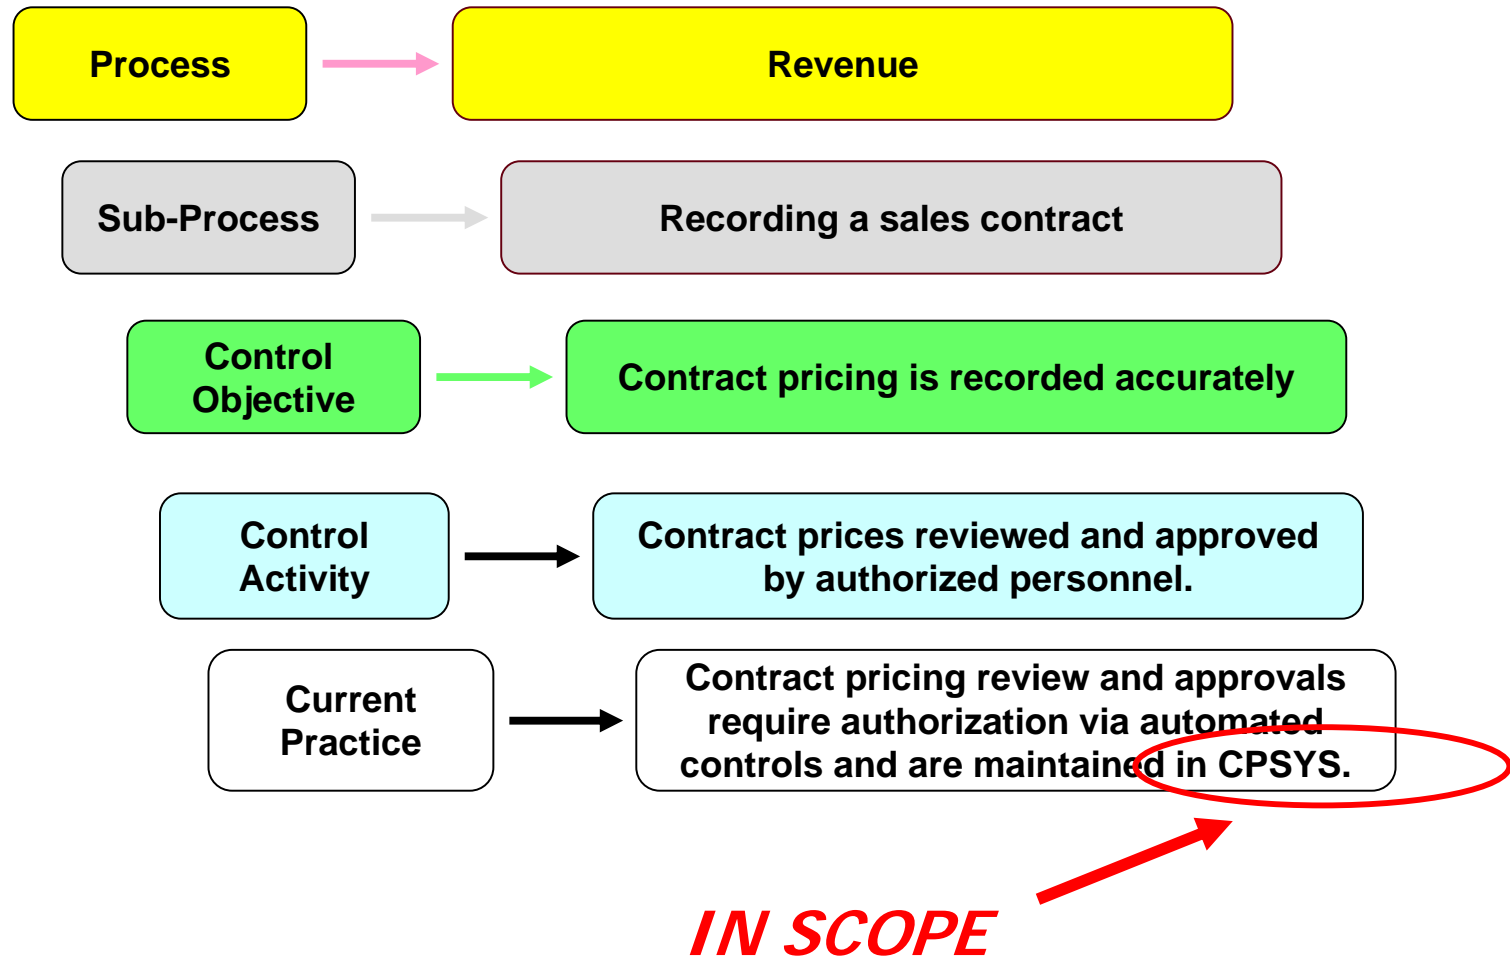 Process
Revenue
Sub-Process
Recording a sales contract
Control
Objective
Contract pricing is recorded accurately
Control
Activity
Contract prices reviewed and approved
by authorized personnel.
Current
Practice
Contract pricing review and approvals
require authorization via automated
controls and are maintained in CPSYS.
IN SCOPE